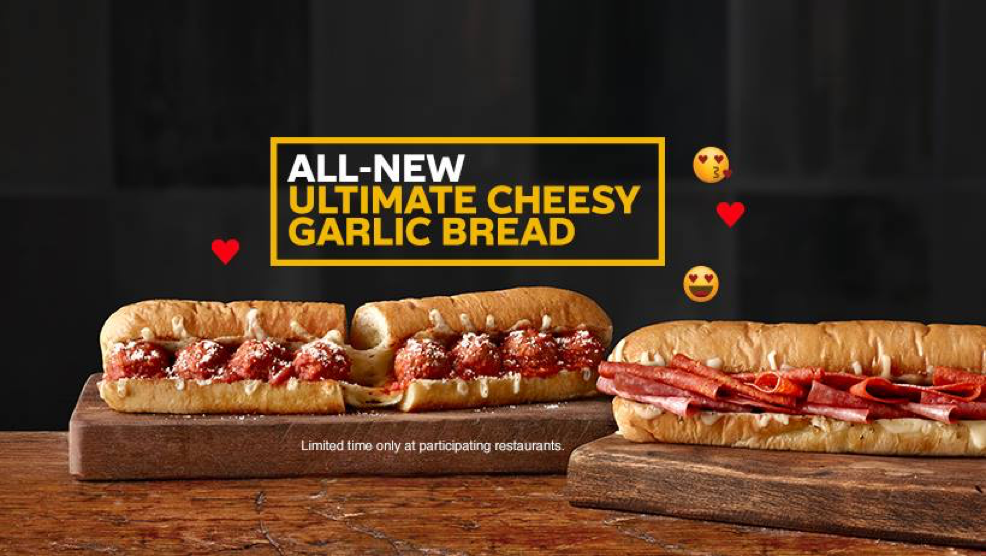 ALL-NEW
ULTIMATE CHEESY
GARLIC BREAD
Limited time only at participating restaurants.